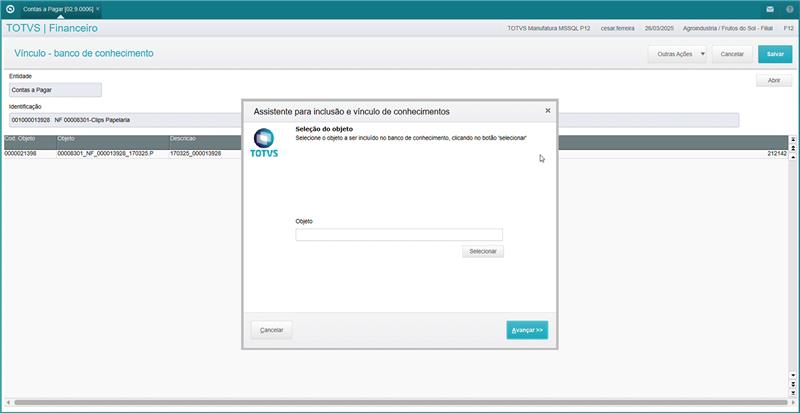 Contas a Pagar [02.9.0006] ×
TOTVS | Financeiro
TOTVS Manufatura MSSQL P12 cesar.ferreira 26/03/2025 Agroindustria / Frutos do Sol - Filial F12
Vínculo - banco de conhecimento
Outras Ações
Cancelar
Salvar
Entidade
Abrir
Contas a Pagar
Identificação
001000013928 NF 00008301-Clips Papelaria
Cod. Objeto Objeto Descricao
0000021398 00008301_NF_000013928_170325.P 170325_000013928 212142
Assistente para inclusão e vínculo de conhecimentos
Seleção do objeto
Selecione o objeto a ser incluído no banco de conhecimento, clicando no botão 'selecionar'
TOTVS
Objeto
Selecionar
Cancelar
Avançar >>